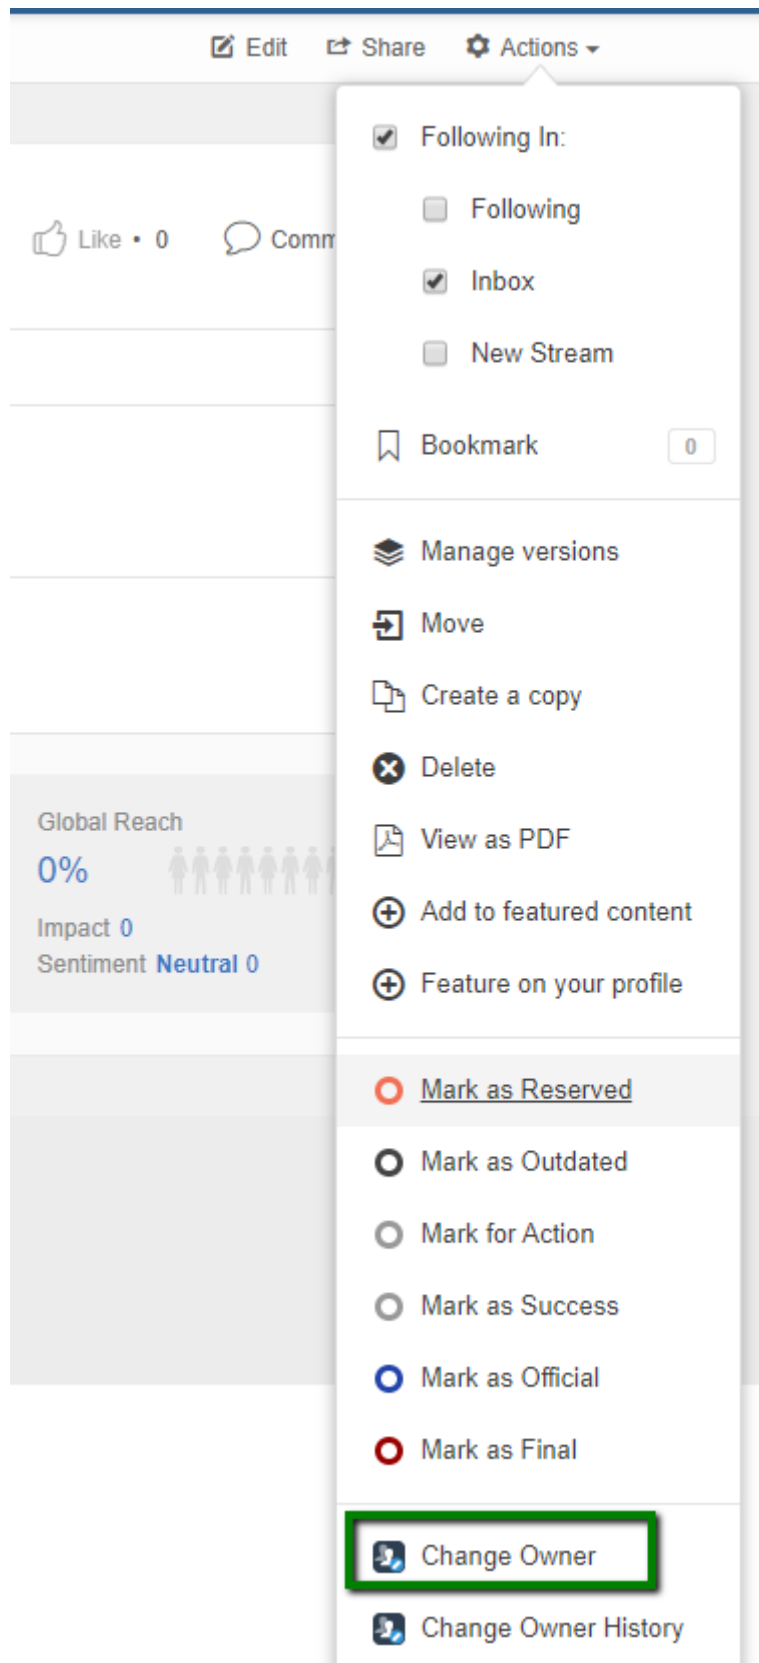 Edit Share Actions
Following In:
Following
Like • 0 Comm
Inbox
New Stream
Bookmark 0
Manage versions
Move
Create a copy
Delete
Global Reach
View as PDF
0%
Add to featured content
Impact 0
Sentiment Neutral 0
Feature on your profile
Mark as Reserved
Mark as Outdated
Mark for Action
Mark as Success
Mark as Official
Mark as Final
Change Owner
Change Owner History